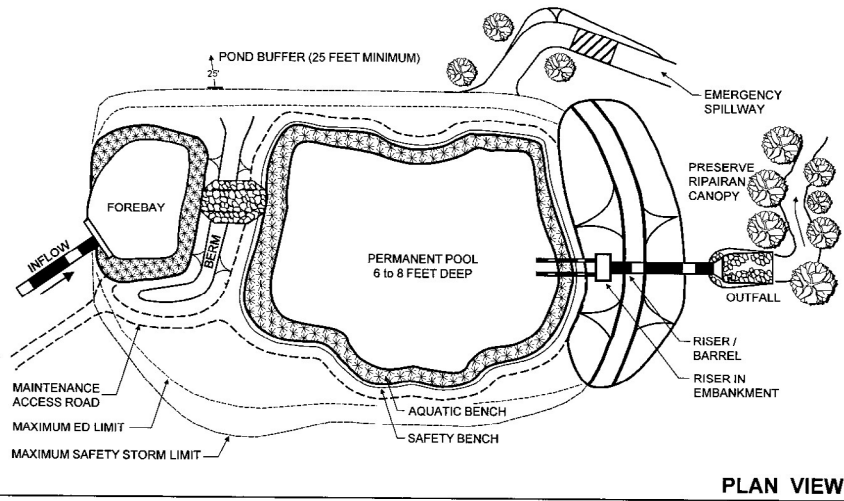 POND BUFFER (25 FEET MINIMUM)
25'
EMERGENCY
SPILLWAY
PRESERVE
RIPAIRAN
CANOPY
FOREBAY
INFLOW
BERM
PERMANENT POOL
6 to 8 FEET DEEP
OUTFALL
RISER /
BARREL
RISER IN
EMBANKMENT
MAINTENANCE
ACCESS ROAD
AQUATIC BENCH
MAXIMUM ED LIMIT
SAFETY BENCH
MAXIMUM SAFETY STORM LIMIT
PLAN VIEW